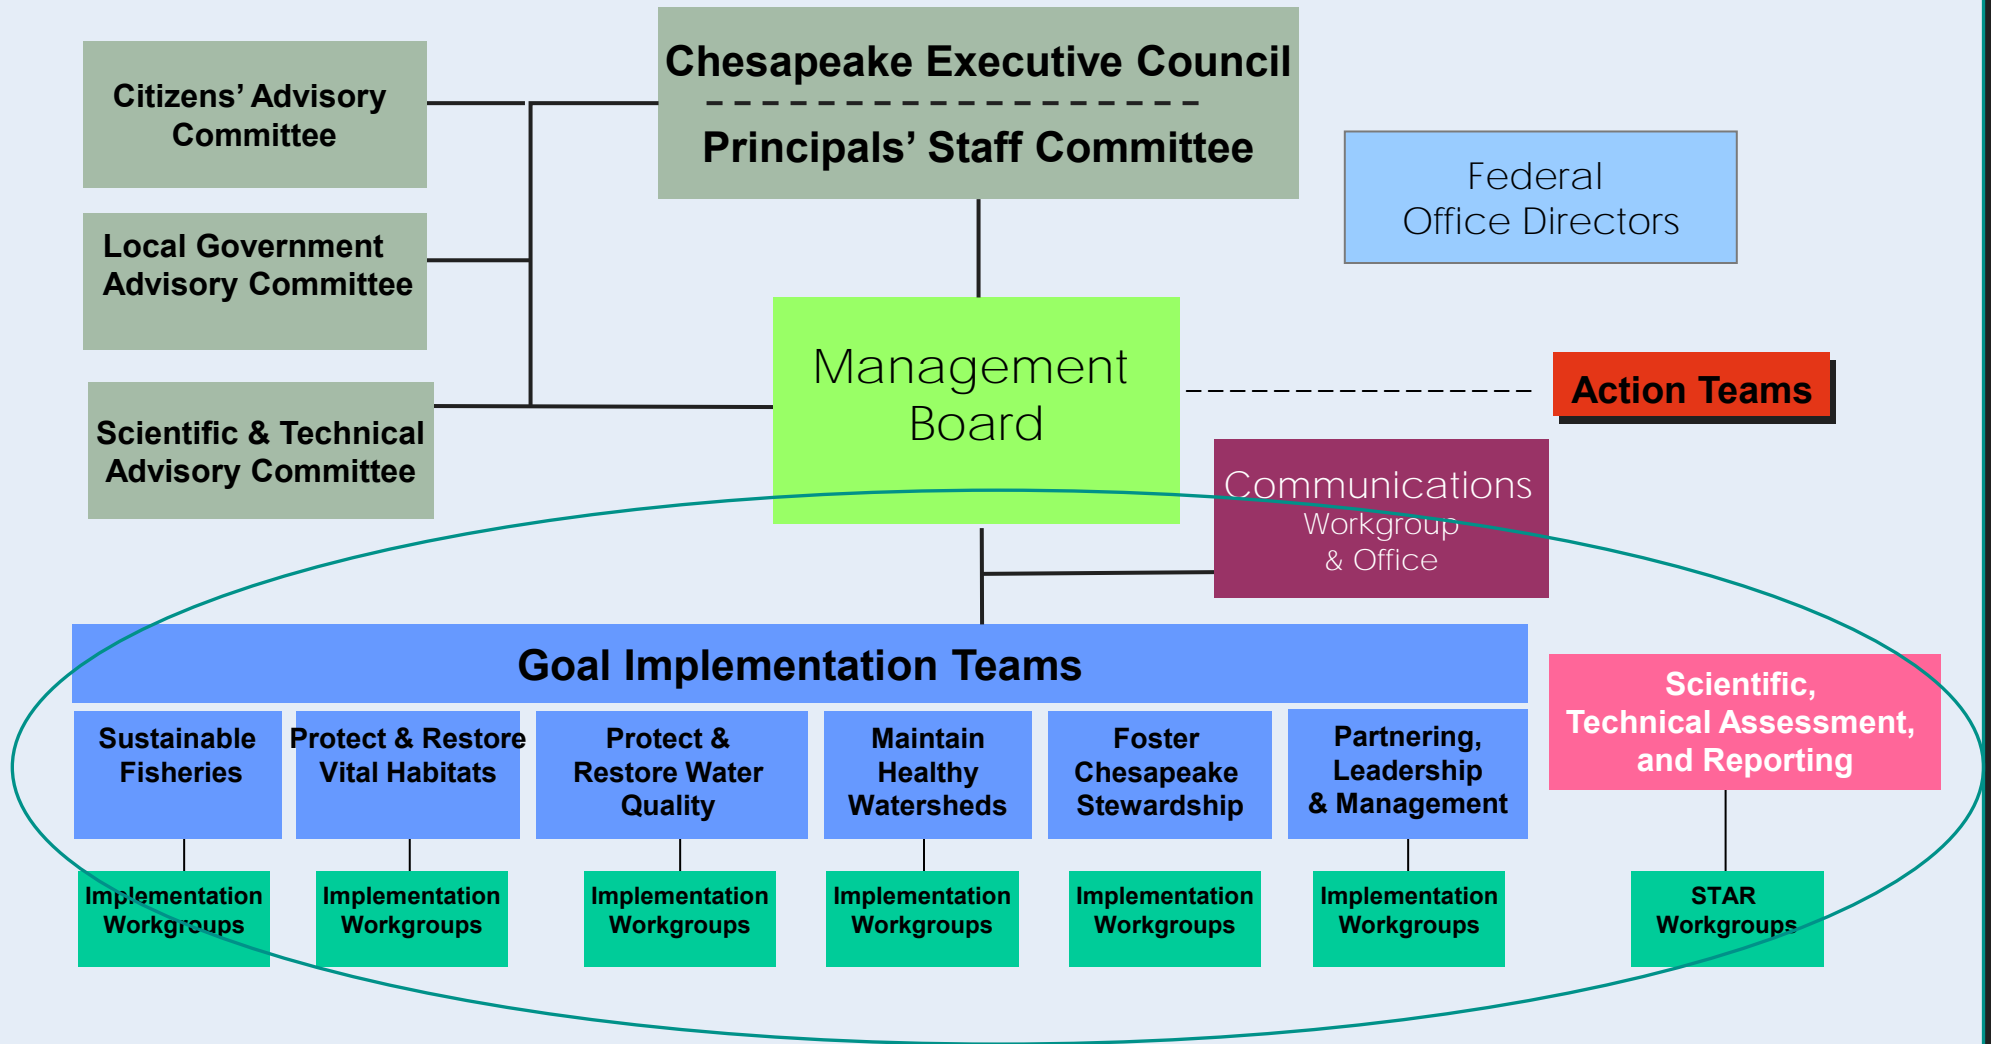 Chesapeake Executive Council
Principals’ Staff Committee
Citizens’ Advisory
Committee
Local Government
Advisory Committee
Scientific & Technical
Advisory Committee
Federal
Office Directors
Management
Board
Action Teams
Communications
Workgroup
& Office
Goal Implementation Teams
Sustainable
Fisheries
Protect & Restore
Vital Habitats
Protect &
Restore Water
Quality
Maintain
Healthy
Watersheds
Foster
Chesapeake
Stewardship
Partnering,
Leadership
& Management
Scientific,
Technical Assessment,
and Reporting
Implementation
Workgroups
Implementation
Workgroups
Implementation
Workgroups
Implementation
Workgroups
Implementation
Workgroups
Implementation
Workgroups
STAR
Workgroups